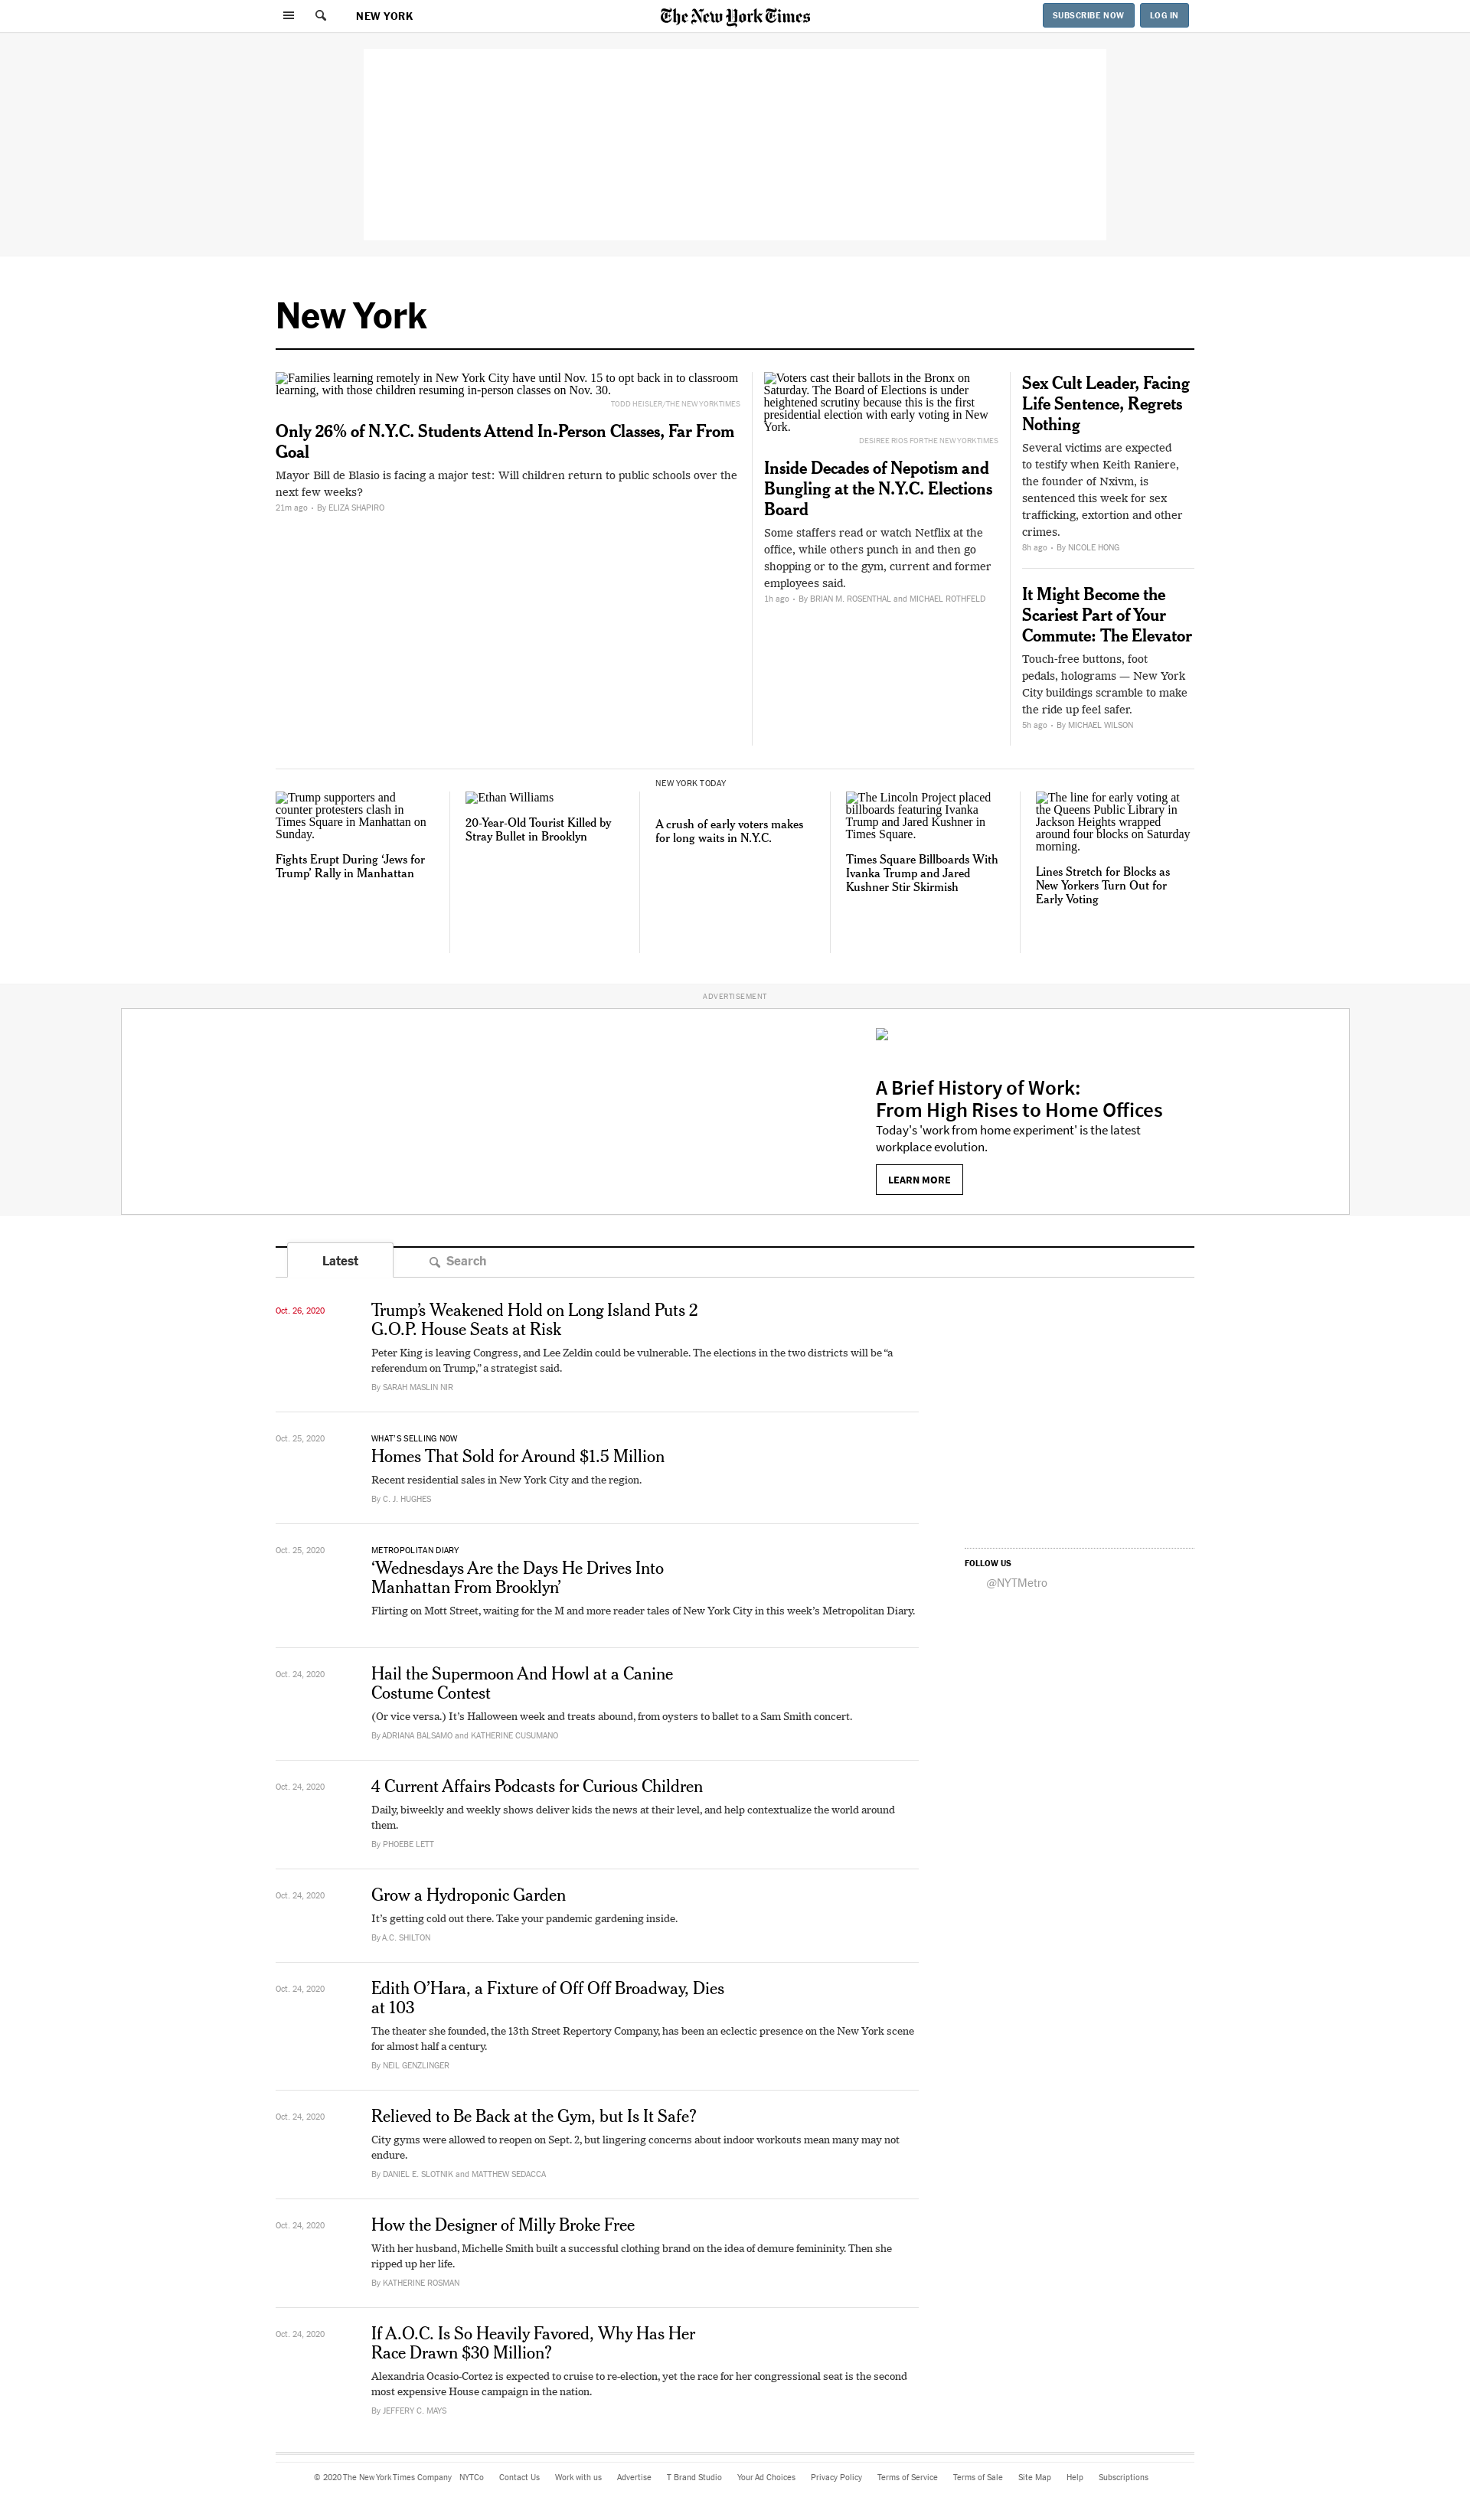 NEW YORK
The New York Times
SUBSCRIBE NOW
LOG IN
New York
Families learning remotely in New York City have until Nov. 15 to opt back in to classroom
learning, with those children resuming in-person classes on Nov. 30.
TODD HEISLER/THE NEW YORK TIMES
Only 26% of N.Y.C. Students Attend In-Person Classes, Far From
Goal
Mayor Bill de Blasio is facing a major test: Will children return to public schools over the
next few weeks?
21m ago • By ELIZA SHAPIRO
Voters cast their ballots in the Bronx on
Saturday. The Board of Elections is under
heightened scrutiny because this is the first
presidential election with early voting in New
York.
DESIREE RIOS FOR THE NEW YORK TIMES
Inside Decades of Nepotism and
Bungling at the N.Y.C. Elections
Board
Some staffers read or watch Netflix at the
office, while others punch in and then go
shopping or to the gym, current and former
employees said.
1h ago • By BRIAN M. ROSENTHAL and MICHAEL ROTHFELD
Sex Cult Leader, Facing
Life Sentence, Regrets
Nothing
Several victims are expected
to testify when Keith Raniere,
the founder of Nxivm, is
sentenced this week for sex
trafficking, extortion and other
crimes.
8h ago • By NICOLE HONG
It Might Become the
Scariest Part of Your
Commute: The Elevator
Touch-free buttons, foot
pedals, holograms — New York
City buildings scramble to make
the ride up feel safer.
5h ago • By MICHAEL WILSON
Trump supporters and
counter protesters clash in
Times Square in Manhattan on
Sunday.
Fights Erupt During ‘Jews for
Trump’ Rally in Manhattan
Ethan Williams
20-Year-Old Tourist Killed by
Stray Bullet in Brooklyn
NEW YORK TODAY
A crush of early voters makes
for long waits in N.Y.C.
The Lincoln Project placed
billboards featuring Ivanka
Trump and Jared Kushner in
Times Square.
Times Square Billboards With
Ivanka Trump and Jared
Kushner Stir Skirmish
The line for early voting at
the Queens Public Library in
Jackson Heights wrapped
around four blocks on Saturday
morning.
Lines Stretch for Blocks as
New Yorkers Turn Out for
Early Voting
ADVERTISEMENT
A Brief History of Work:
From High Rises to Home Offices
Today's 'work from home experiment' is the latest
workplace evolution.
LEARN MORE
Latest
Search
Oct. 26, 2020
Trump’s Weakened Hold on Long Island Puts 2
G.O.P. House Seats at Risk
Peter King is leaving Congress, and Lee Zeldin could be vulnerable. The elections in the two districts will be “a
referendum on Trump,” a strategist said.
By SARAH MASLIN NIR
Oct. 25, 2020
WHAT'S SELLING NOW
Homes That Sold for Around $1.5 Million
Recent residential sales in New York City and the region.
By C. J. HUGHES
Oct. 25, 2020
METROPOLITAN DIARY
‘Wednesdays Are the Days He Drives Into
Manhattan From Brooklyn’
Flirting on Mott Street, waiting for the M and more reader tales of New York City in this week’s Metropolitan Diary.
FOLLOW US
@NYTMetro
Oct. 24, 2020
Hail the Supermoon And Howl at a Canine
Costume Contest
(Or vice versa.) It’s Halloween week and treats abound, from oysters to ballet to a Sam Smith concert.
By ADRIANA BALSAMO and KATHERINE CUSUMANO
Oct. 24, 2020
4 Current Affairs Podcasts for Curious Children
Daily, biweekly and weekly shows deliver kids the news at their level, and help contextualize the world around
them.
By PHOEBE LETT
Oct. 24, 2020
Grow a Hydroponic Garden
It’s getting cold out there. Take your pandemic gardening inside.
By A.C. SHILTON
Oct. 24, 2020
Edith O’Hara, a Fixture of Off Off Broadway, Dies
at 103
The theater she founded, the 13th Street Repertory Company, has been an eclectic presence on the New York scene
for almost half a century.
By NEIL GENZLINGER
Oct. 24, 2020
Relieved to Be Back at the Gym, but Is It Safe?
City gyms were allowed to reopen on Sept. 2, but lingering concerns about indoor workouts mean many may not
endure.
By DANIEL E. SLOTNIK and MATTHEW SEDACCA
Oct. 24, 2020
How the Designer of Milly Broke Free
With her husband, Michelle Smith built a successful clothing brand on the idea of demure femininity. Then she
ripped up her life.
By KATHERINE ROSMAN
Oct. 24, 2020
If A.O.C. Is So Heavily Favored, Why Has Her
Race Drawn $30 Million?
Alexandria Ocasio-Cortez is expected to cruise to re-election, yet the race for her congressional seat is the second
most expensive House campaign in the nation.
By JEFFERY C. MAYS
© 2020 The New York Times Company NYTCo Contact Us Work with us Advertise T Brand Studio Your Ad Choices Privacy Policy Terms of Service Terms of Sale Site Map Help Subscriptions